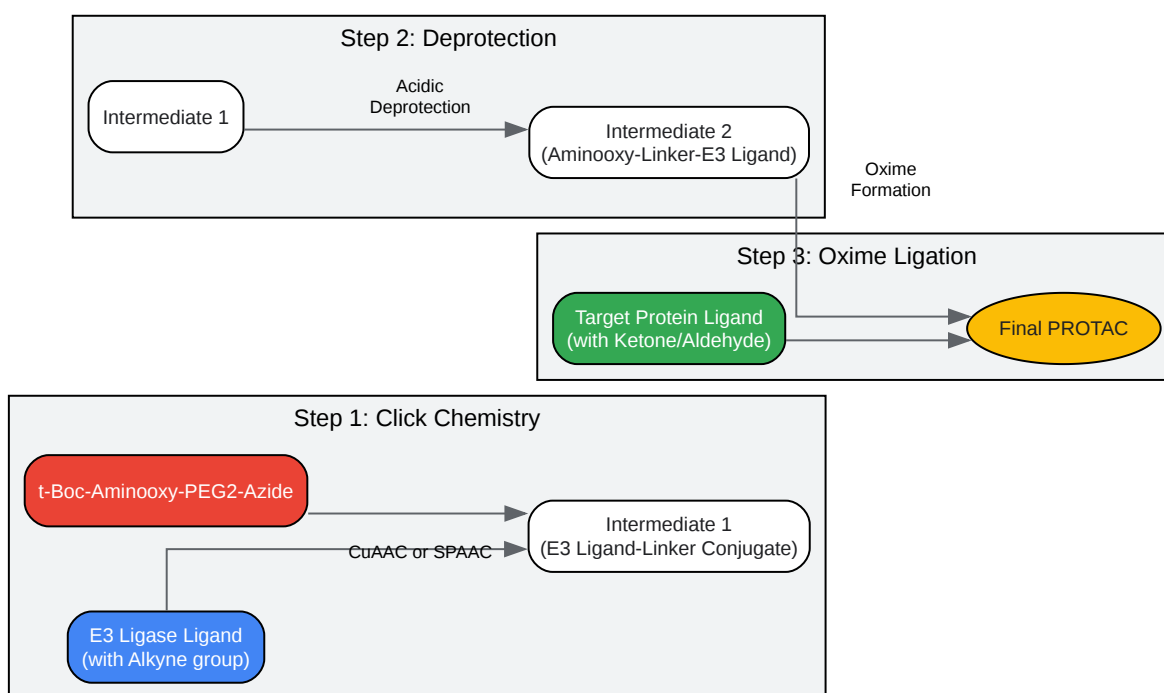 Step 2: Deprotection
Intermediate 1
Acidic
Deprotection
Intermediate 2
(Aminooxy-Linker-E3 Ligand)
Oxime
Formation
Step 3: Oxime Ligation
Target Protein Ligand
(with Ketone/Aldehyde)
Final PROTAC
Step 1: Click Chemistry
t-Boc-Aminooxy-PEG2-Azide
Intermediate 1
(E3 Ligand-Linker Conjugate)
CuAAC or SPAAC
E3 Ligase Ligand
(with Alkyne group)